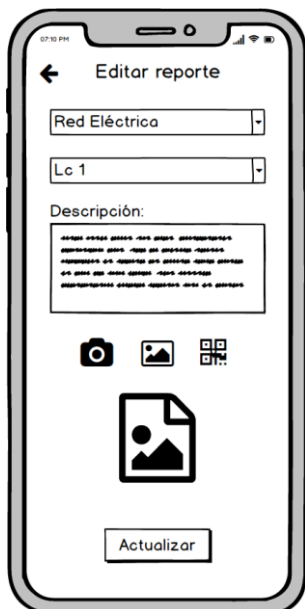 07:10 PM
Editar reporte
Red Eléctrica
Lc 1
Descripción:
Actualizar